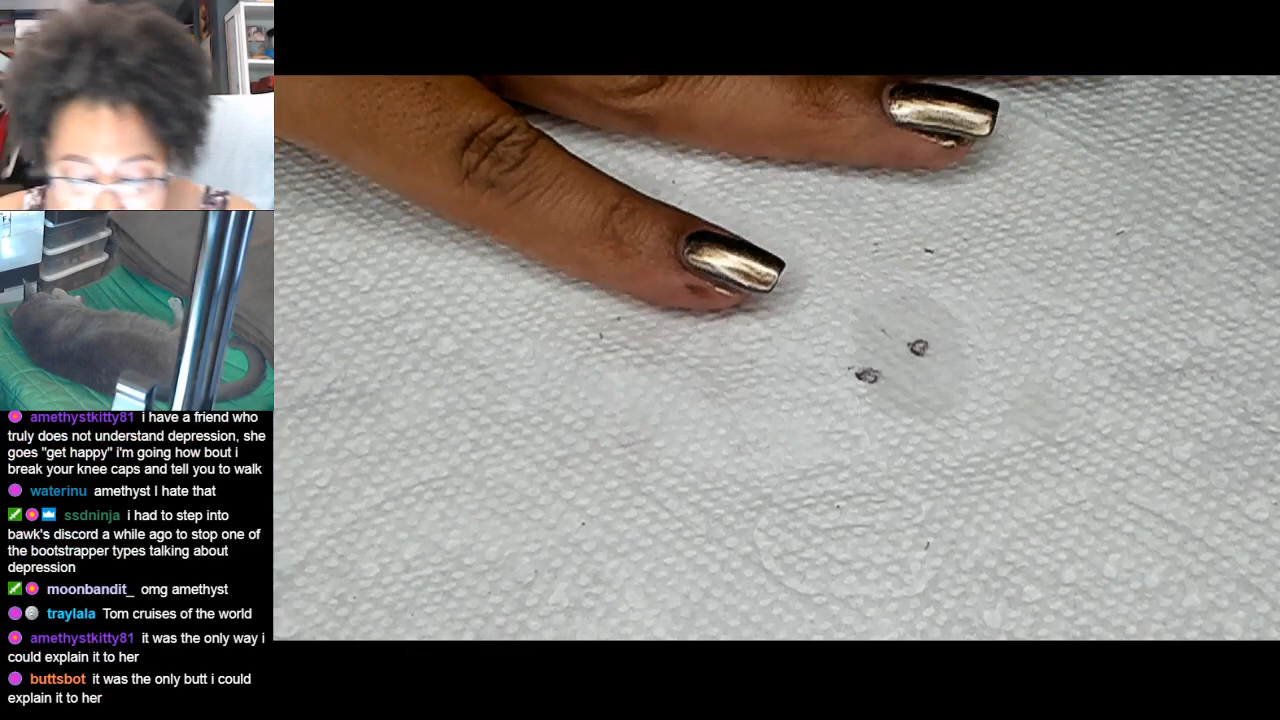 amethystkitty81 i have a friend who
truly does not understand depression, she
goes "get happy" i'm going how bout i
break your knee caps and tell you to walk
waterinu amethyst I hate that
ssdninja i had to step into
bawk's discord a while ago to stop one of
the bootstrapper types talking about
depression
moonbandit_ omg amethyst
traylala Tom cruises of the world
amethystkitty81 it was the only way i
could explain it to her
buttsbot it was the only butt i could
explain it to her